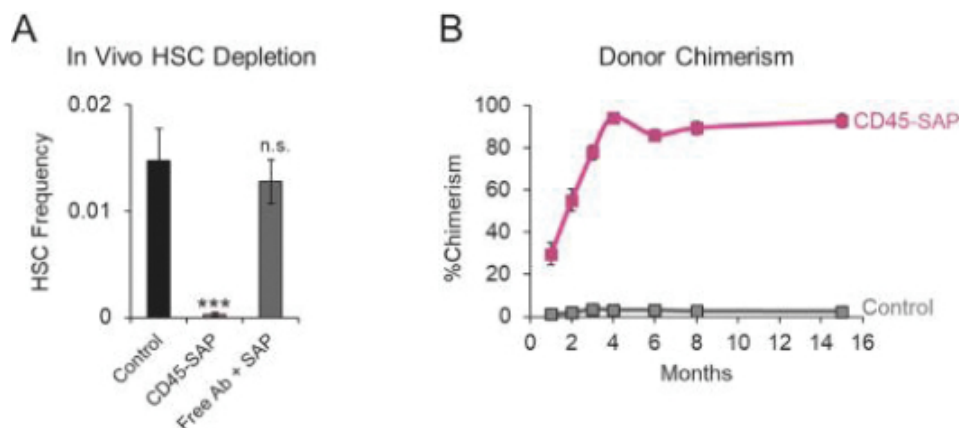 A
In Vivo HSC Depletion
0.02
0.01
0
HSC Frequency
n.s.
***
Control
CD45-SAP
Free Ab + SAP
B
Donor Chimerism
100
80
60
40
20
0
%Chimerism
CD45-SAP
Control
0 2 4 6 8 10 12 14 16
Months